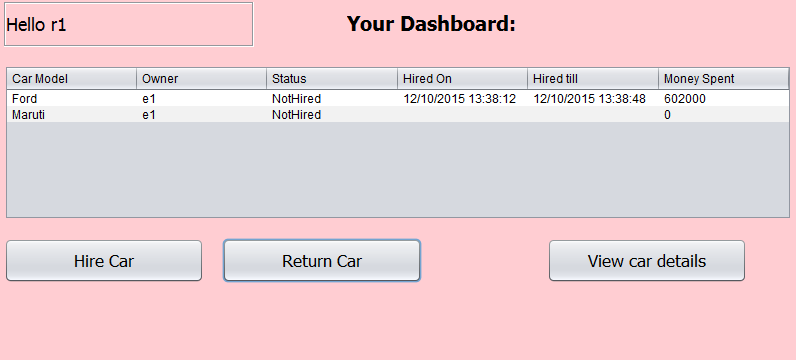 Hello r1
Your Dashboard:
Car Model Owner Status Hired On Hired till Money Spent
Ford e1 NotHired 12/10/2015 13:38:12 12/10/2015 13:38:48 602000
Maruti e1 NotHired 0
Hire Car Return Car View car details